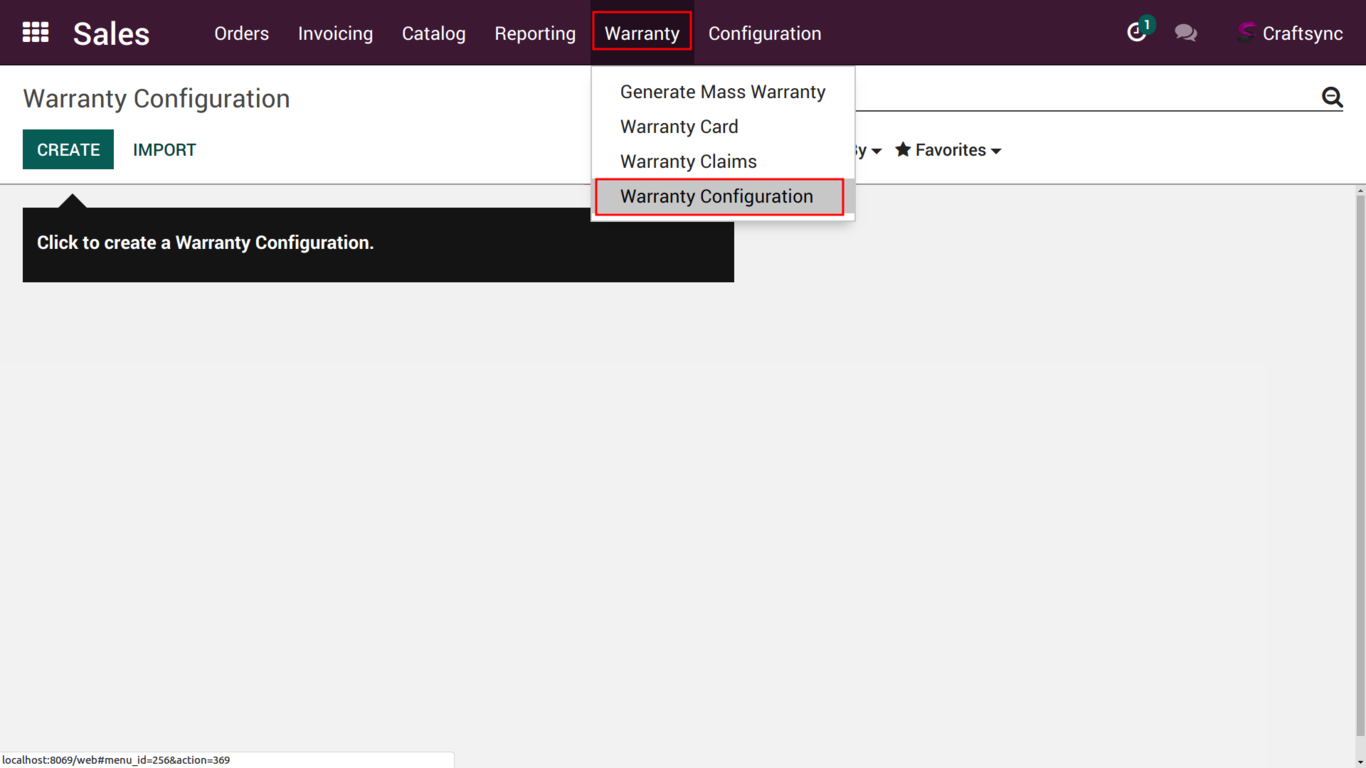 Sales Orders Invoicing Catalog Reporting Warranty Configuration 1 Craftsync
Warranty Configuration
Generate Mass Warranty
Warranty Card
Warranty Claims
Warranty Configuration
CREATE IMPORT
By Favorites
Click to create a Warranty Configuration.
localhost:8069/web#menu_id=256&action=369